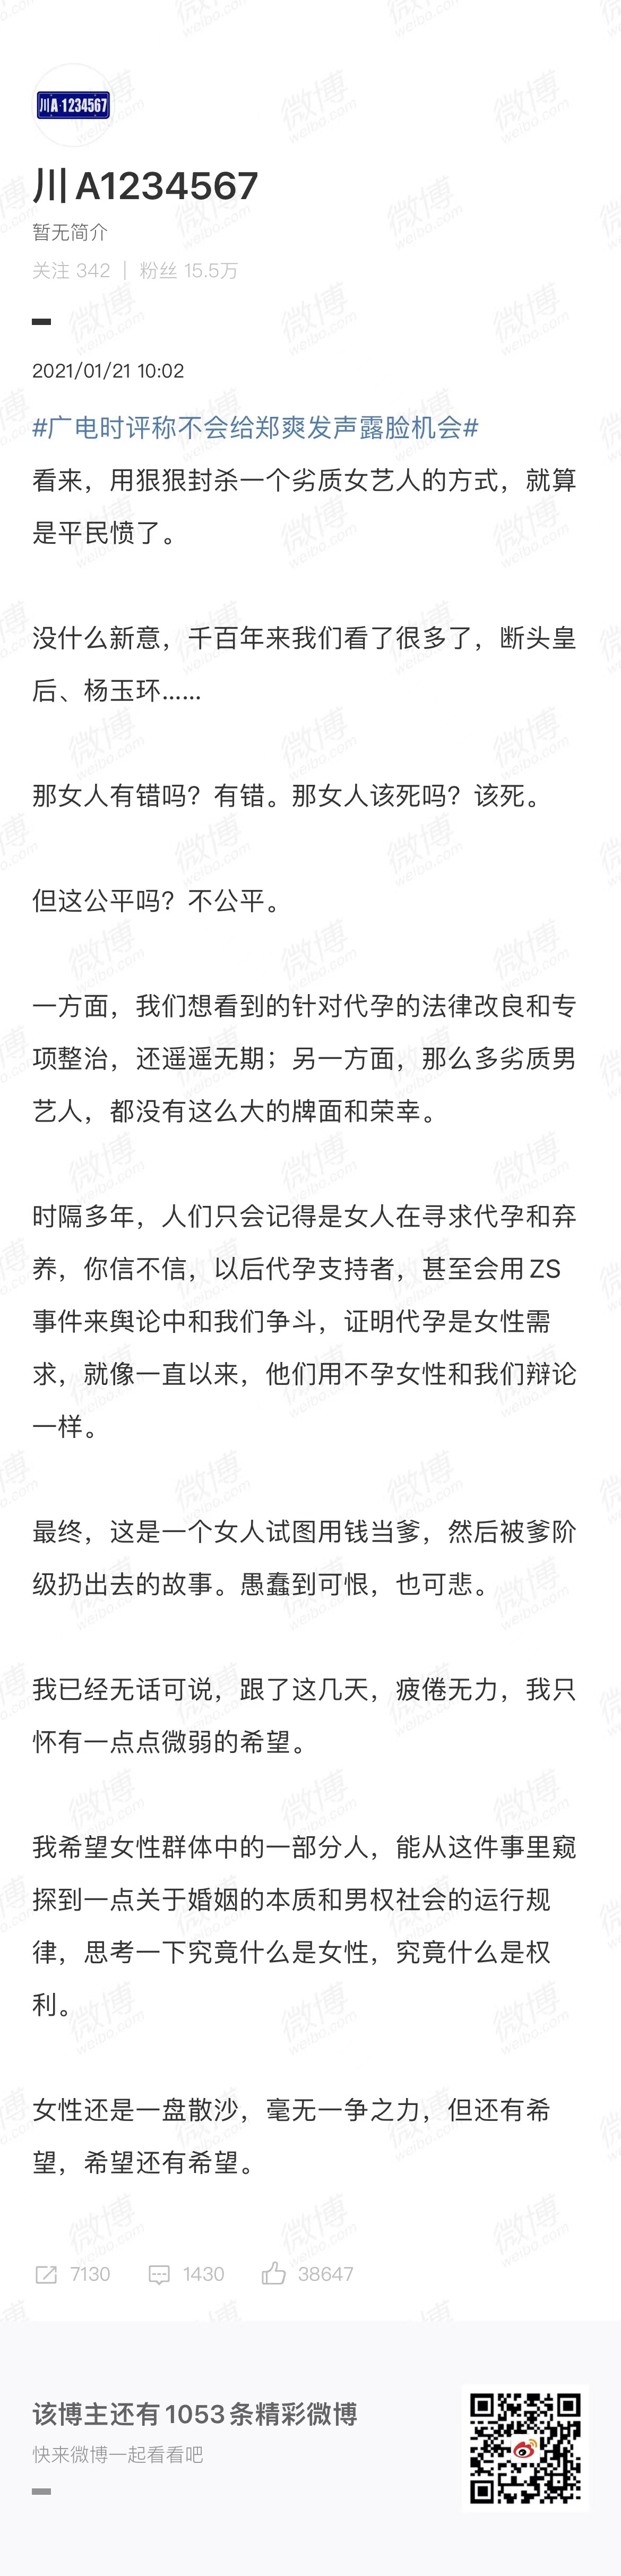 川A·1234567
川A1234567
暂无简介
关注 342 | 粉丝 15.5万
2021/01/21 10:02
#广电时评称不会给郑爽发声露脸机会#
看来，用狠狠封杀一个劣质女艺人的方式，就算
是平民愤了。
没什么新意，千百年来我们看了很多了，断头皇
后、杨玉环……
那女人有错吗？有错。那女人该死吗？该死。
但这公平吗？不公平。
一方面，我们想看到的针对代孕的法律改良和专
项整治，还遥遥无期；另一方面，那么多劣质男
艺人，都没有这么大的牌面和荣幸。
时隔多年，人们只会记得是女人在寻求代孕和弃
养，你信不信，以后代孕支持者，甚至会用ZS
事件来舆论中和我们争斗，证明代孕是女性需
求，就像一直以来，他们用不孕女性和我们辩论
一样。
最终，这是一个女人试图用钱当爹，然后被爹阶
级扔出去的故事。愚蠢到可恨，也可悲。
我已经无话可说，跟了这几天，疲倦无力，我只
怀有一点点微弱的希望。
我希望女性群体中的一部分人，能从这件事里窥
探到一点关于婚姻的本质和男权社会的运行规
律，思考一下究竟什么是女性，究竟什么是权
利。
女性还是一盘散沙，毫无一争之力，但还有希
望，希望还有希望。
7130 1430 38647
该博主还有1053条精彩微博
快来微博一起看看吧
微博
weibo.com